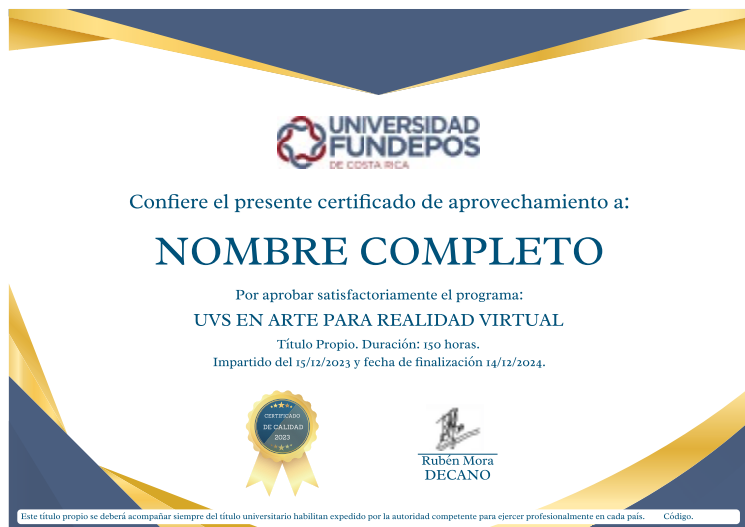 UNIVERSIDAD
FUNDEPOS
DE COSTA RICA
Confiere el presente certificado de aprovechamiento a:
NOMBRE COMPLETO
Por aprobar satisfactoriamente el programa:
UVS EN ARTE PARA REALIDAD VIRTUAL
Título Propio. Duración: 150 horas.
Impartido del 15/12/2023 y fecha de finalización 14/12/2024.
CERTIFICADO
DE CALIDAD
2023
Rubén Mora
DECANO
Este título propio se deberá acompañar siempre del título universitario habilitan expedido por la autoridad competente para ejercer profesionalmente en cada país. Código.